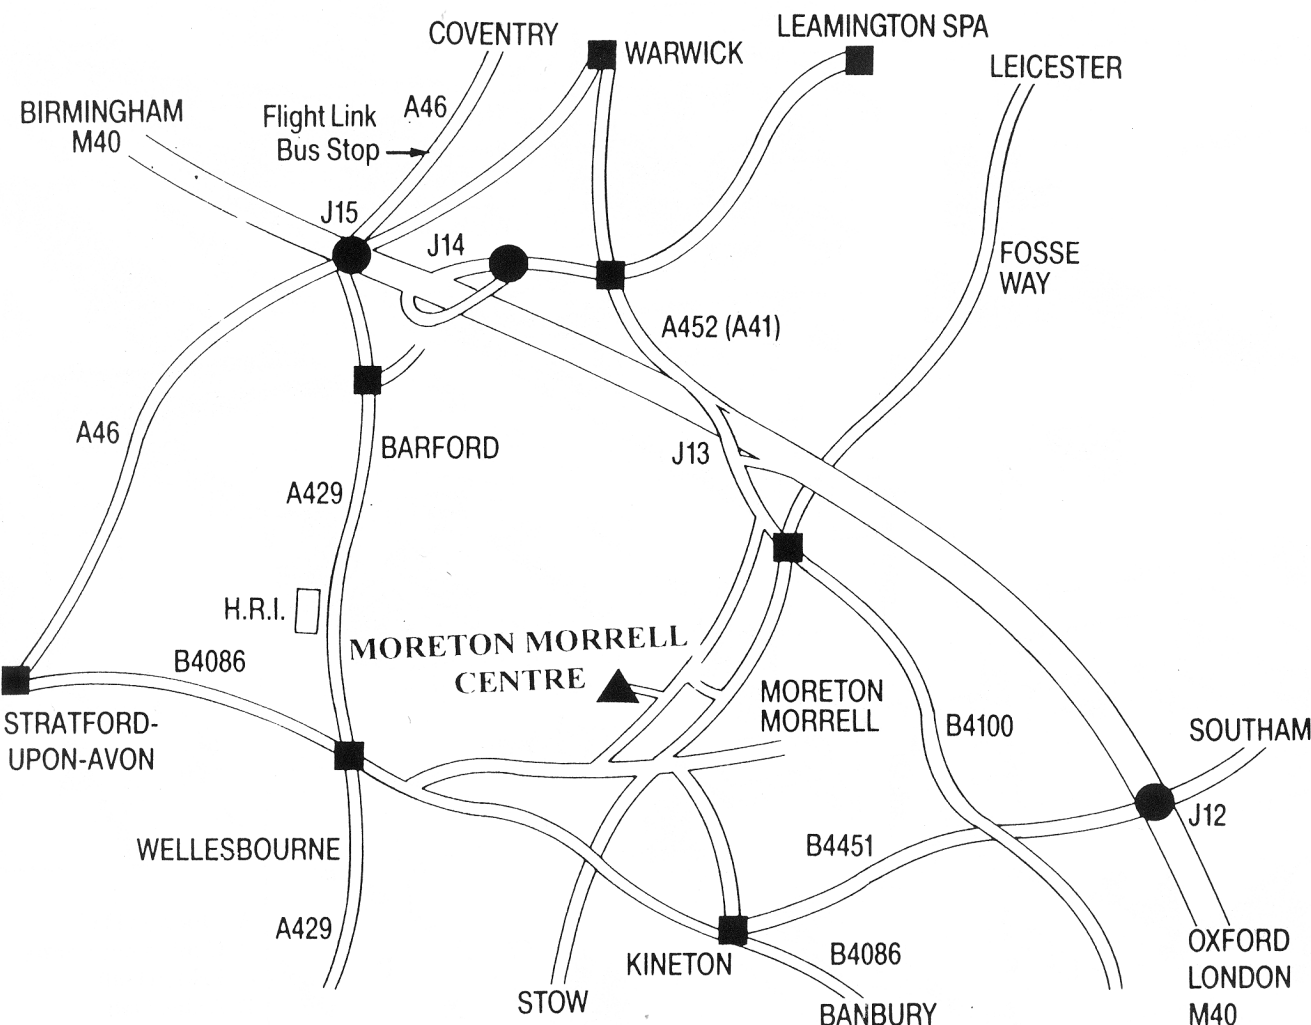 COVENTRY
WARWICK
LEAMINGTON SPA
LEICESTER
BIRMINGHAM
M40
A46
Flight Link
Bus Stop
J15
J14
FOSSE
WAY
A452 (A41)
A46
BARFORD
J13
A429
H.R.I.
MORETON MORRELL
CENTRE
B4086
STRATFORD-
UPON-AVON
MORETON
MORRELL
B4100
SOUTHAM
J12
WELLESBOURNE
B4451
A429
KINETON
B4086
STOW
BANBURY
OXFORD
LONDON
M40